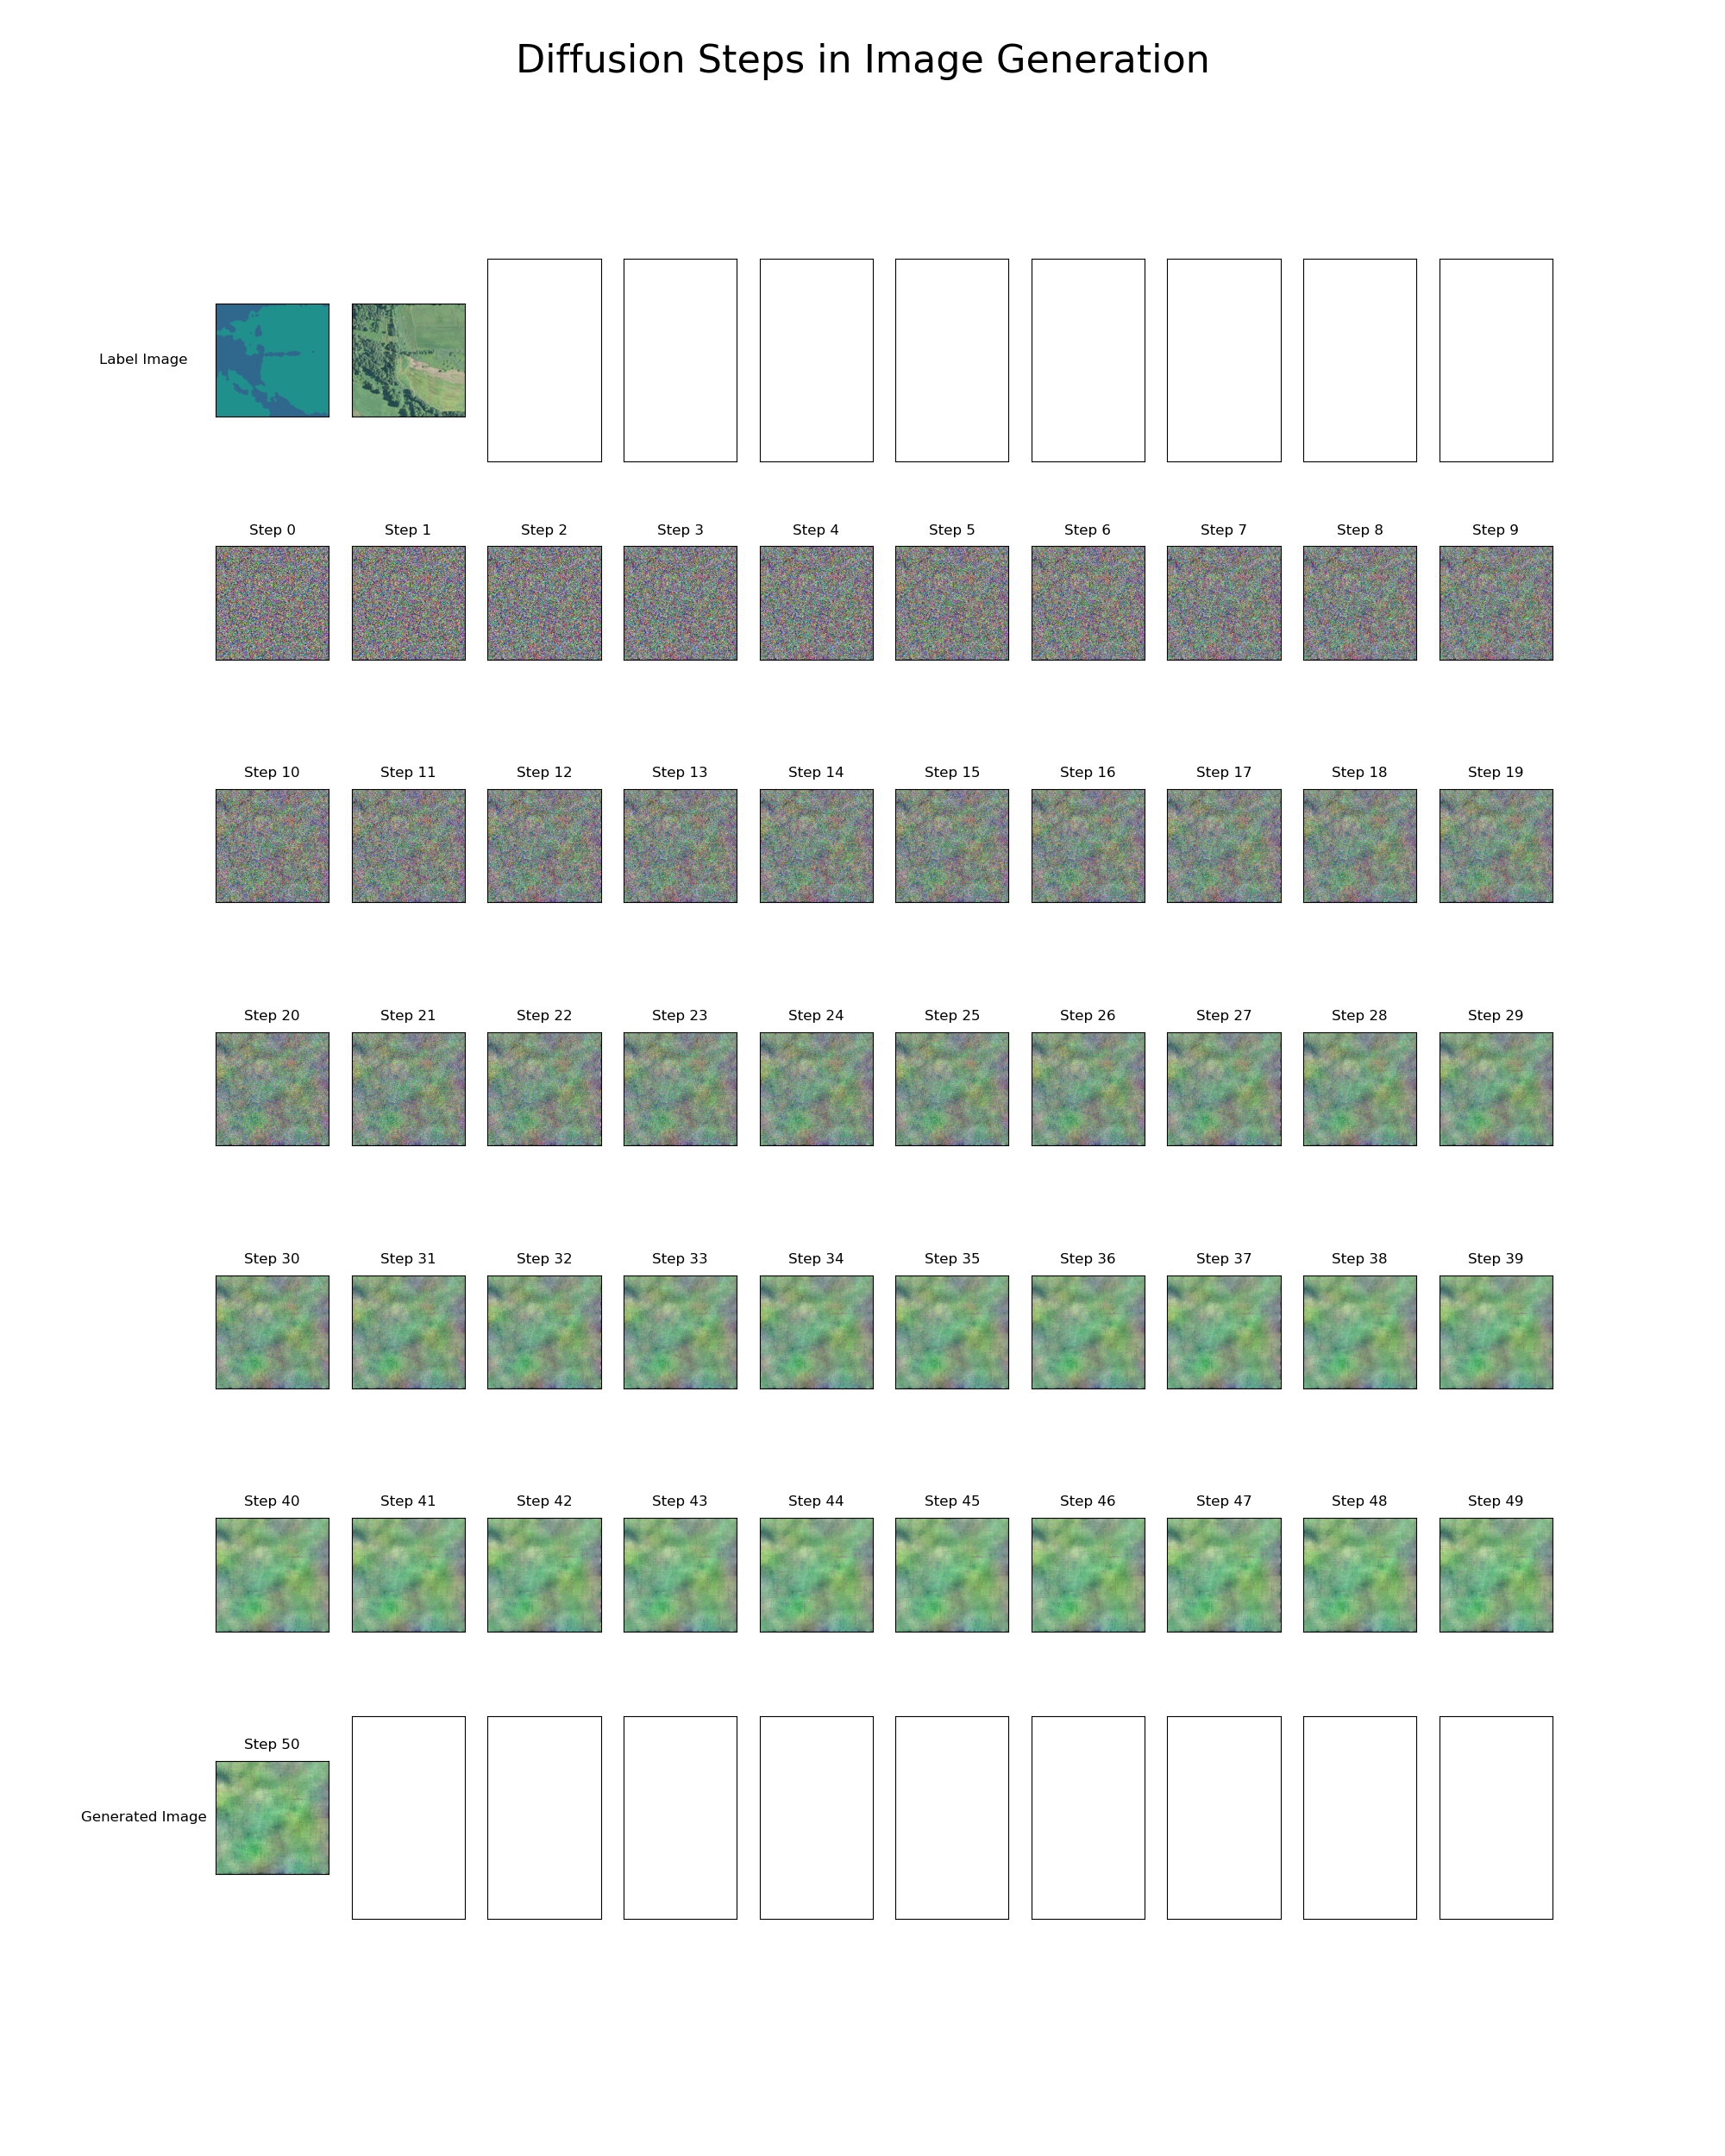 Diffusion Steps in Image Generation
Label Image
Step 0 Step 1 Step 2 Step 3 Step 4 Step 5 Step 6 Step 7 Step 8 Step 9
Step 10 Step 11 Step 12 Step 13 Step 14 Step 15 Step 16 Step 17 Step 18 Step 19
Step 20 Step 21 Step 22 Step 23 Step 24 Step 25 Step 26 Step 27 Step 28 Step 29
Step 30 Step 31 Step 32 Step 33 Step 34 Step 35 Step 36 Step 37 Step 38 Step 39
Step 40 Step 41 Step 42 Step 43 Step 44 Step 45 Step 46 Step 47 Step 48 Step 49
Step 50
Generated Image